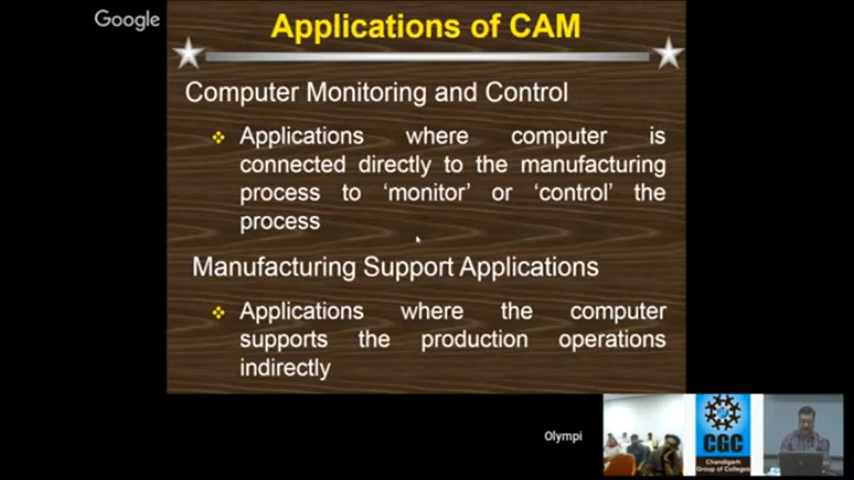 Google
Applications of CAM
Computer Monitoring and Control
Applications where computer is
connected directly to the manufacturing
process to ‘monitor’ or ‘control’ the
process
Manufacturing Support Applications
Applications where the computer
supports the production operations
indirectly
Olympi
CGC
Chandigarh
Group of Colleges